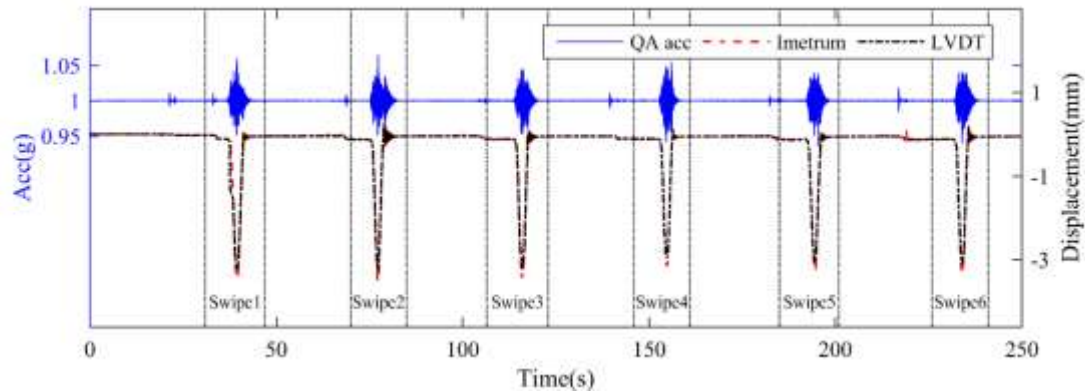 QA acc Imetrum LVDT
1.05
1
0.95
Acc(g)
1
-1
-3
Displacement(mm)
Swipe1 Swipe2 Swipe3 Swipe4 Swipe5 Swipe6
0 50 100 150 200 250
Time(s)